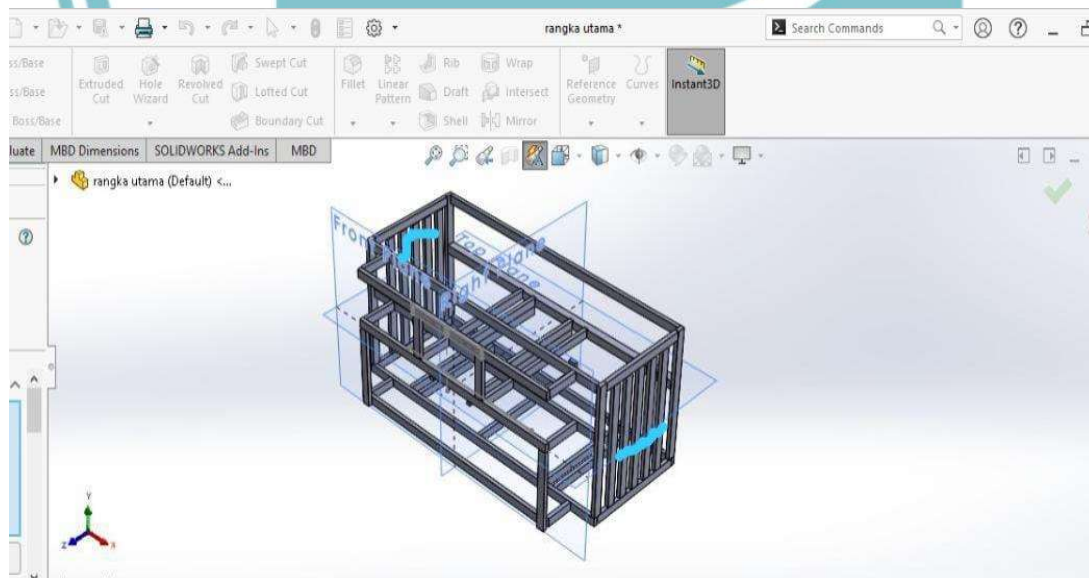 rangka utama *
Search Commands
ss/Base
ss/Base
Boss/Base
Extruded Cut
Hole Wizard
Revolved Cut
Swept Cut
Lofted Cut
Boundary Cut
Fillet
Linear Pattern
Rib
Draft
Shell
Wrap
Intersect
Mirror
Reference Geometry
Curves
Instant3D
luate
MBD Dimensions
SOLIDWORKS Add-Ins
MBD
rangka utama (Default) <...
Front Plane
Top Plane
Right Plane
Y
Z
X